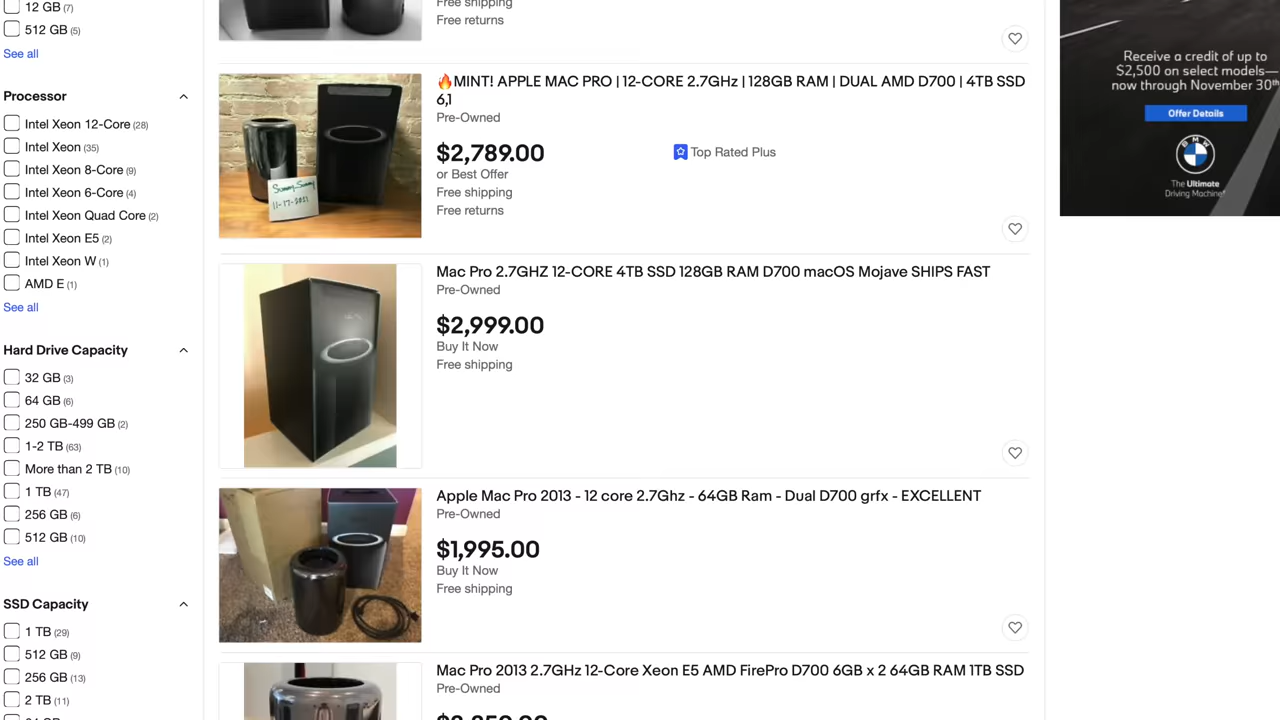 12 GB (7)
512 GB (5)
See all
Processor
Intel Xeon 12-Core (28)
Intel Xeon (35)
Intel Xeon 8-Core (9)
Intel Xeon 6-Core (4)
Intel Xeon Quad Core (2)
Intel Xeon E5 (2)
Intel Xeon W (1)
AMD E (1)
See all
Hard Drive Capacity
32 GB (3)
64 GB (6)
250 GB-499 GB (2)
1-2 TB (63)
More than 2 TB (10)
1 TB (47)
256 GB (6)
512 GB (10)
See all
SSD Capacity
1 TB (29)
512 GB (9)
256 GB (13)
2 TB (11)
Free shipping
Free returns
🔥MINT! APPLE MAC PRO | 12-CORE 2.7GHz | 128GB RAM | DUAL AMD D700 | 4TB SSD
6,1
Pre-Owned
$2,789.00
Top Rated Plus
or Best Offer
Free shipping
Free returns
11-17-2021
Mac Pro 2.7GHZ 12-CORE 4TB SSD 128GB RAM D700 macOS Mojave SHIPS FAST
Pre-Owned
$2,999.00
Buy It Now
Free shipping
Apple Mac Pro 2013 - 12 core 2.7Ghz - 64GB Ram - Dual D700 grfx - EXCELLENT
Pre-Owned
$1,995.00
Buy It Now
Free shipping
Mac Pro 2013 2.7GHz 12-Core Xeon E5 AMD FirePro D700 6GB x 2 64GB RAM 1TB SSD
Pre-Owned
Receive a credit of up to
$2,500 on select models—
now through November 30th
Offer Details
BMW
The Ultimate
Driving Machine®